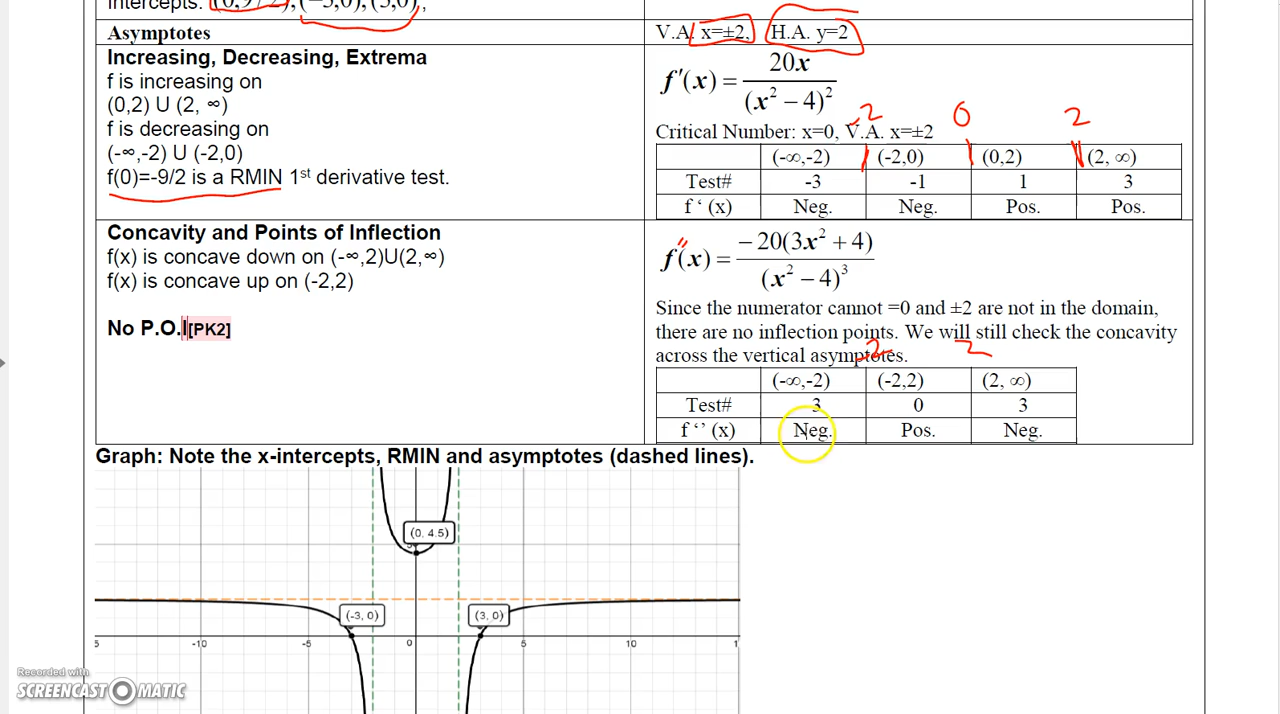 intercepts: (0,9/2),(−3,0),(3,0),
Asymptotes
V.A. x=±2, H.A. y=2
Increasing, Decreasing, Extrema
f is increasing on
(0,2) U (2, ∞)
f is decreasing on
(-∞,-2) U (-2,0)
f(0)=-9/2 is a RMIN 1st derivative test.
f'(x) = 20x / (x² − 4)²
-2 0 2
Critical Number: x=0, V.A. x=±2
(-∞,-2) (-2,0) (0,2) (2, ∞)
Test# -3 -1 1 3
f ‘ (x) Neg. Neg. Pos. Pos.
Concavity and Points of Inflection
f(x) is concave down on (-∞,2)U(2,∞)
f(x) is concave up on (-2,2)
No P.O.I[PK2]
f"(x) = −20(3x² + 4) / (x² − 4)³
Since the numerator cannot =0 and ±2 are not in the domain,
there are no inflection points. We will still check the concavity
across the vertical asymptotes.
-2 2
(-∞,-2) (-2,2) (2, ∞)
Test# -3 0 3
f ‘’ (x) Neg. Pos. Neg.
Graph: Note the x-intercepts, RMIN and asymptotes (dashed lines).
(0, 4.5)
(-3, 0) (3, 0)
5 -10 -5 0 5 10 1
Recorded with
SCREENCAST-O-MATIC